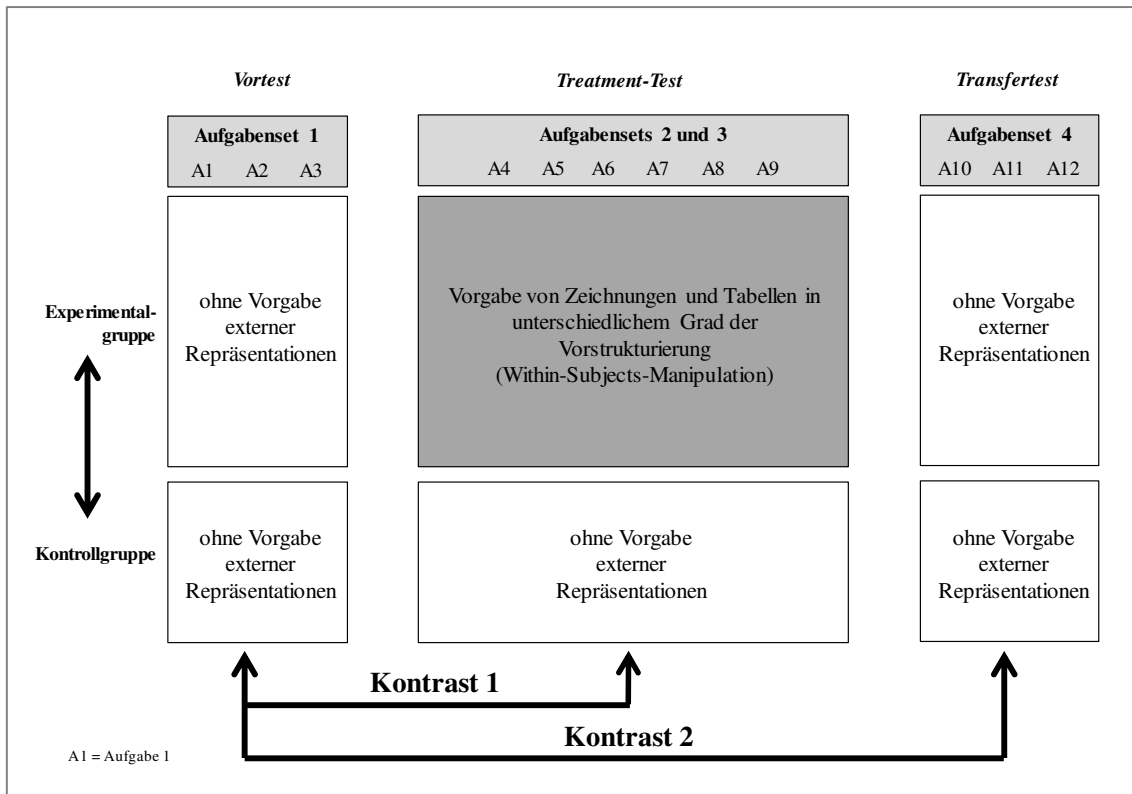 Vortest
Treatment-Test
Transfertest
Aufgabenset 1
A1 A2 A3
Aufgabensets 2 und 3
A4 A5 A6 A7 A8 A9
Aufgabenset 4
A10 A11 A12
Experimental-
gruppe
ohne Vorgabe
externer
Repräsentationen
Vorgabe von Zeichnungen und Tabellen in
unterschiedlichem Grad der
Vorstrukturierung
(Within-Subjects-Manipulation)
ohne Vorgabe
externer
Repräsentationen
Kontrollgruppe
ohne Vorgabe
externer
Repräsentationen
ohne Vorgabe
externer
Repräsentationen
ohne Vorgabe
externer
Repräsentationen
Kontrast 1
Kontrast 2
A1 = Aufgabe 1